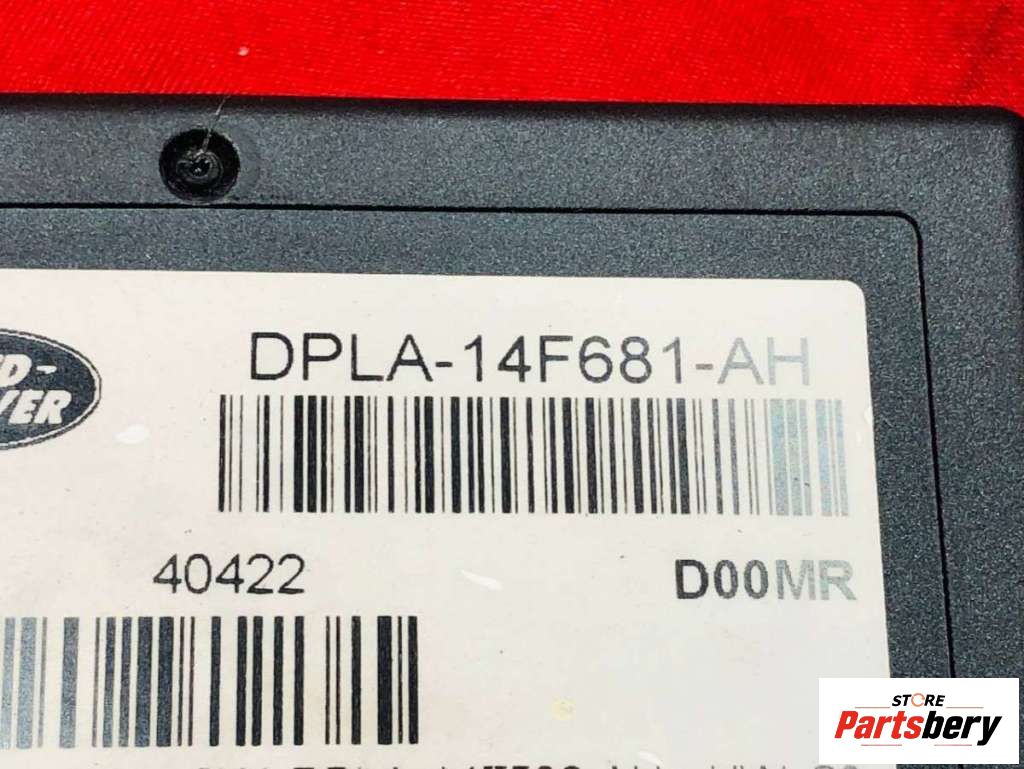 DPLA-14F681-AH
40422
D00MR
STORE
Partsbery